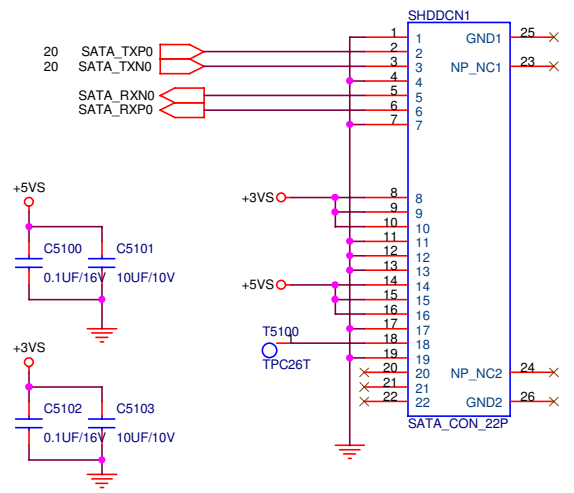 SHDDCN1
1 1 GND1 25
20 SATA_TXP0 2 2
20 SATA_TXN0 3 3 NP_NC1 23
4 4
SATA_RXN0 5 5
SATA_RXP0 6 6
7 7
+5VS
+3VS 8 8
9 9
10 10
11 11
C5100 C5101 12 12
13 13
0.1UF/16V 10UF/10V +5VS 14 14
15 15
16 16
17 17
T5100 1 18 18
+3VS
TPC26T 19 19
20 20 NP_NC2 24
21 21
22 22 GND2 26
C5102 C5103
SATA_CON_22P
0.1UF/16V 10UF/10V